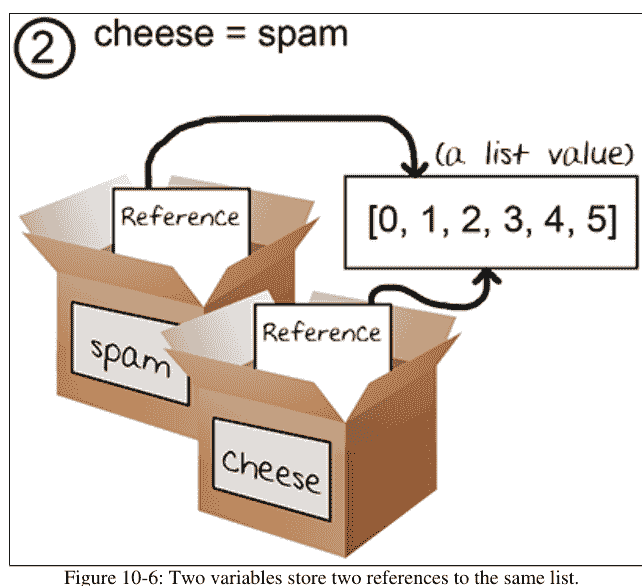 2 cheese = spam
(a list value)
[0, 1, 2, 3, 4, 5]
Reference
Reference
spam
Cheese
Figure 10-6: Two variables store two references to the same list.